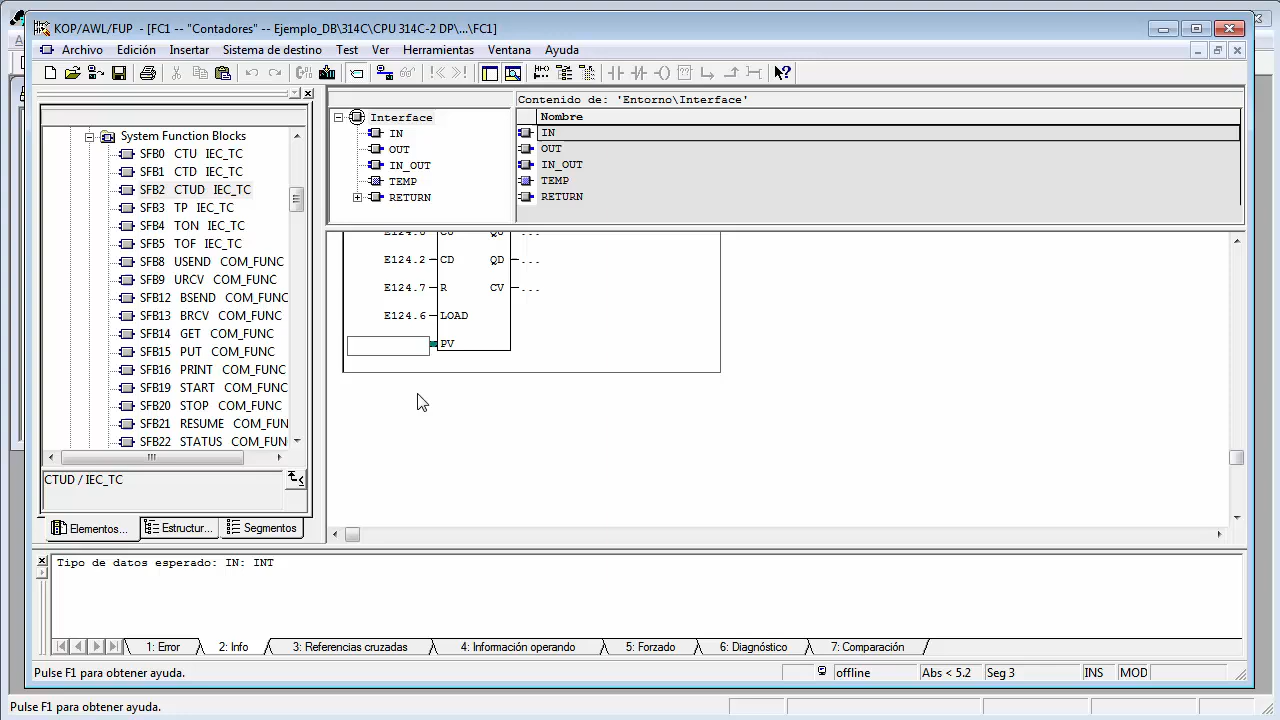 KOP/AWL/FUP - [FC1 -- "Contadores" -- Ejemplo_DB\314C\CPU 314C-2 DP\...\FC1]
Archivo Edición Insertar Sistema de destino Test Ver Herramientas Ventana Ayuda
System Function Blocks
SFB0 CTU IEC_TC
SFB1 CTD IEC_TC
SFB2 CTUD IEC_TC
SFB3 TP IEC_TC
SFB4 TON IEC_TC
SFB5 TOF IEC_TC
SFB8 USEND COM_FUNC
SFB9 URCV COM_FUNC
SFB12 BSEND COM_FUNC
SFB13 BRCV COM_FUNC
SFB14 GET COM_FUNC
SFB15 PUT COM_FUNC
SFB16 PRINT COM_FUNC
SFB19 START COM_FUNC
SFB20 STOP COM_FUNC
SFB21 RESUME COM_FUN
SFB22 STATUS COM_FUN
CTUD / IEC_TC
Elementos... Estructur... Segmentos
Interface
IN
OUT
IN_OUT
TEMP
RETURN
Contenido de: 'Entorno\Interface'
Nombre
IN
OUT
IN_OUT
TEMP
RETURN
E124.2 CD QD ...
E124.7 R CV ...
E124.6 LOAD
PV
Tipo de datos esperado: IN: INT
1: Error 2: Info 3: Referencias cruzadas 4: Información operando 5: Forzado 6: Diagnóstico 7: Comparación
Pulse F1 para obtener ayuda. offline Abs < 5.2 Seg 3 INS MOD
Pulse F1 para obtener ayuda.